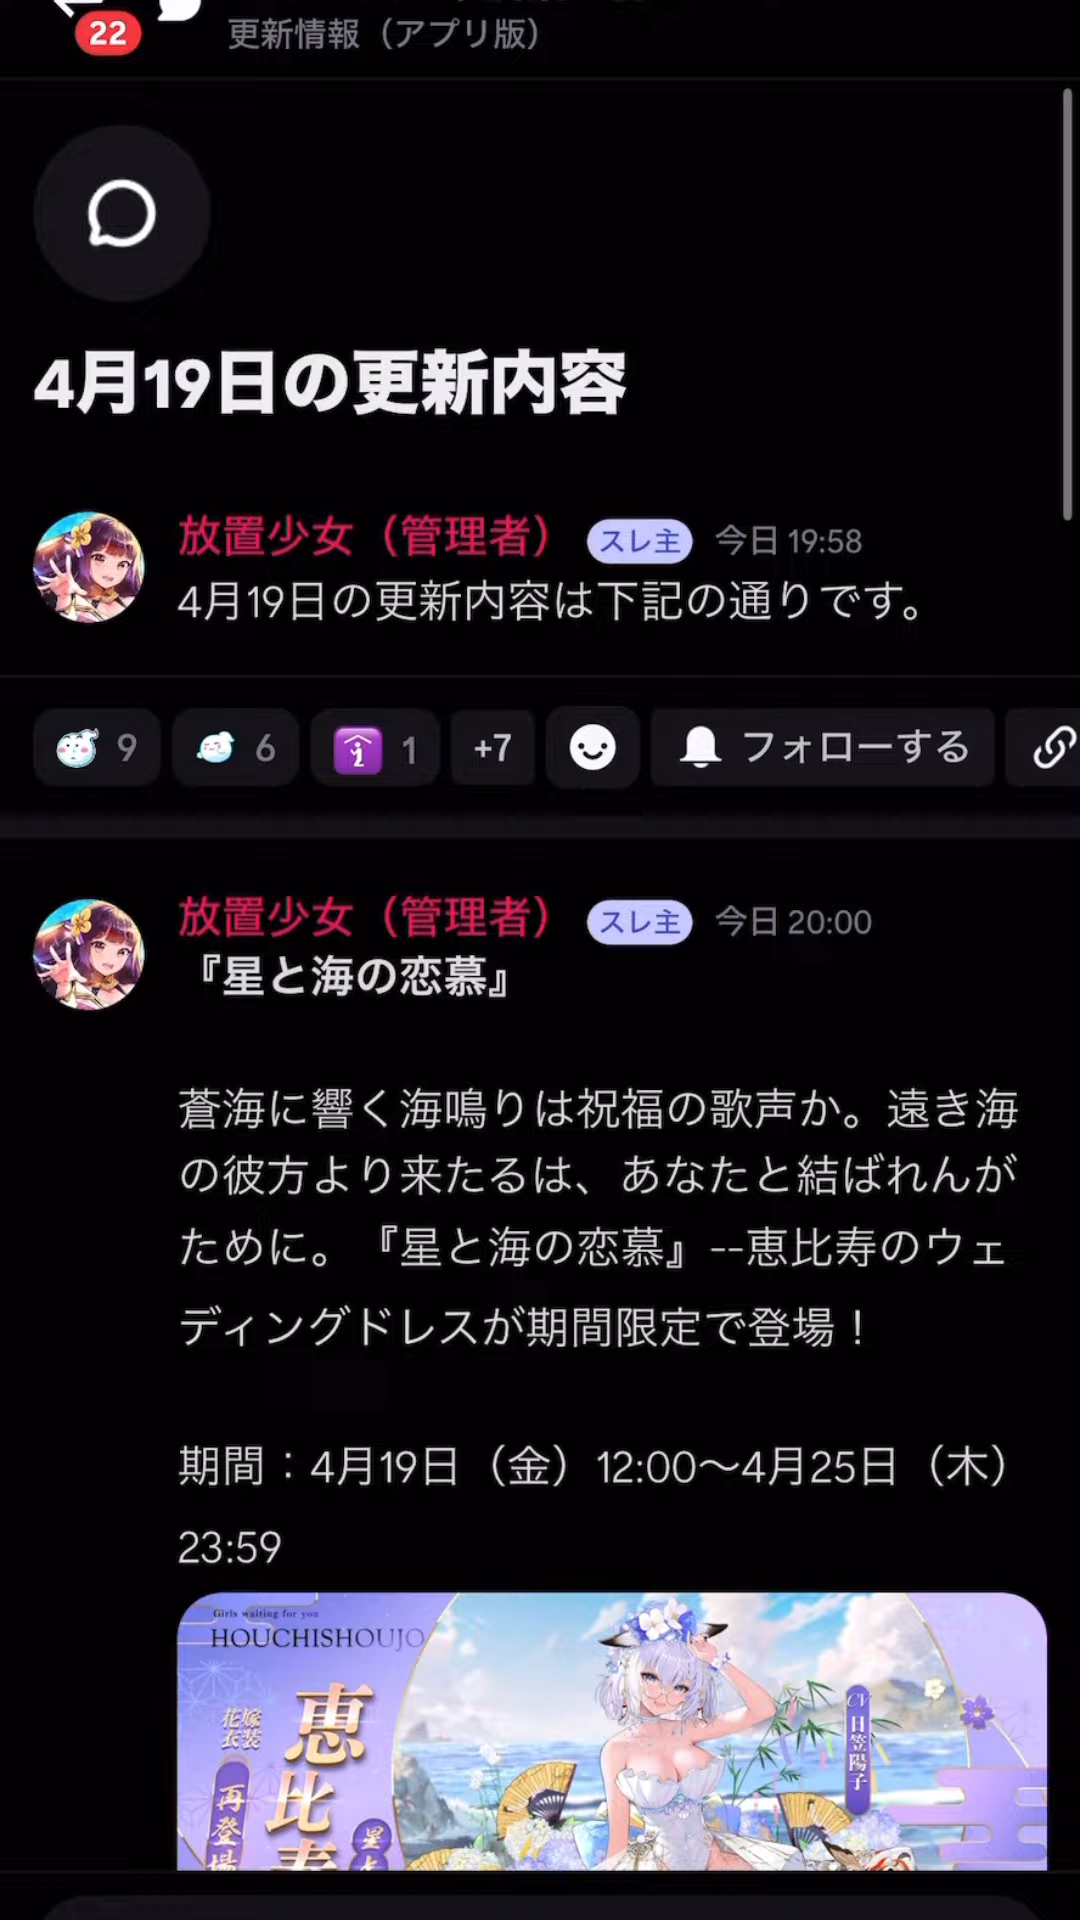 22
更新情報（アプリ版）
4月19日の更新内容
放置少女（管理者） スレ主 今日 19:58
4月19日の更新内容は下記の通りです。
9 6 1 +7 フォローする
放置少女（管理者） スレ主 今日 20:00
『星と海の恋慕』
蒼海に響く海鳴りは祝福の歌声か。遠き海
の彼方より来たるは、あなたと結ばれんが
ために。『星と海の恋慕』--恵比寿のウェ
ディングドレスが期間限定で登場！
期間：4月19日（金）12:00〜4月25日（木）
23:59
Girls waiting for you
HOUCHISHOUJO
恵比寿
嫁装
花衣
再登場
CV 日笠陽子